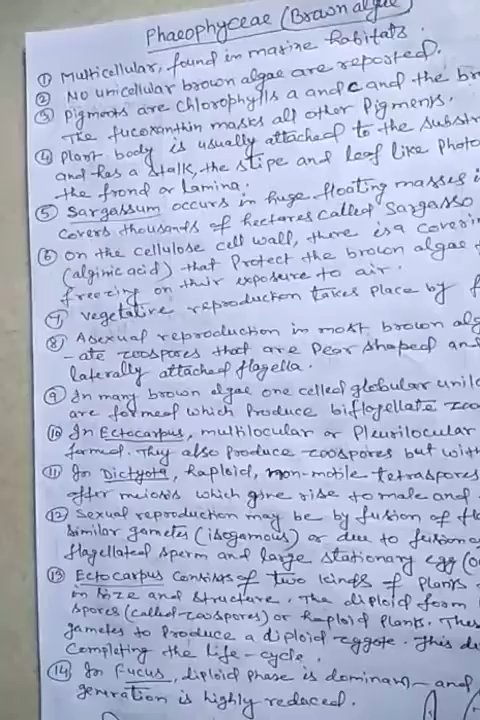 Phaeophyceae (Brown algae)
① Multicellular, found in marine habitats.
② No unicellular brown algae are reported.
③ Pigments are Chlorophylls a and c and the
The fucoxanthin masks all other Pigments.
④ Plant body is usually attached to the
and has a stalk, the stipe and leaf like
the frond or lamina.
⑤ Sargassum occurs in huge floating masses
covers thousands of hectares called Sargasso
⑥ On the cellulose cell wall, there is a
(alginic acid) that Protect the brown algae
freezing on their exposure to air.
⑦ Vegetative reproduction takes place by
⑧ Asexual reproduction in most brown
-ate zoospores that are Pear shaped and
laterally attached flagella.
⑨ In many brown algae one celled globular
are formed which Produce biflagellate
⑩ In Ectocarpus, multilocular or Pleurilocular
formed. They also produce zoospores but
⑪ In Dictyota, haploid, non-motile tetraspores
after meiosis which give rise to male and
⑫ Sexual reproduction may be by fusion of
similar gametes (isogamous) or due to
flagellated sperm and large stationary egg
⑬ Ectocarpus consists of two kinds of Plants
in size and structure. The diploid form
spores (called-zoospores) or haploid Plants.
gametes to Produce a diploid zygote. This
Completing the life-cycle.
⑭ In Fucus, diploid phase is dominant and
generation is highly reduced.